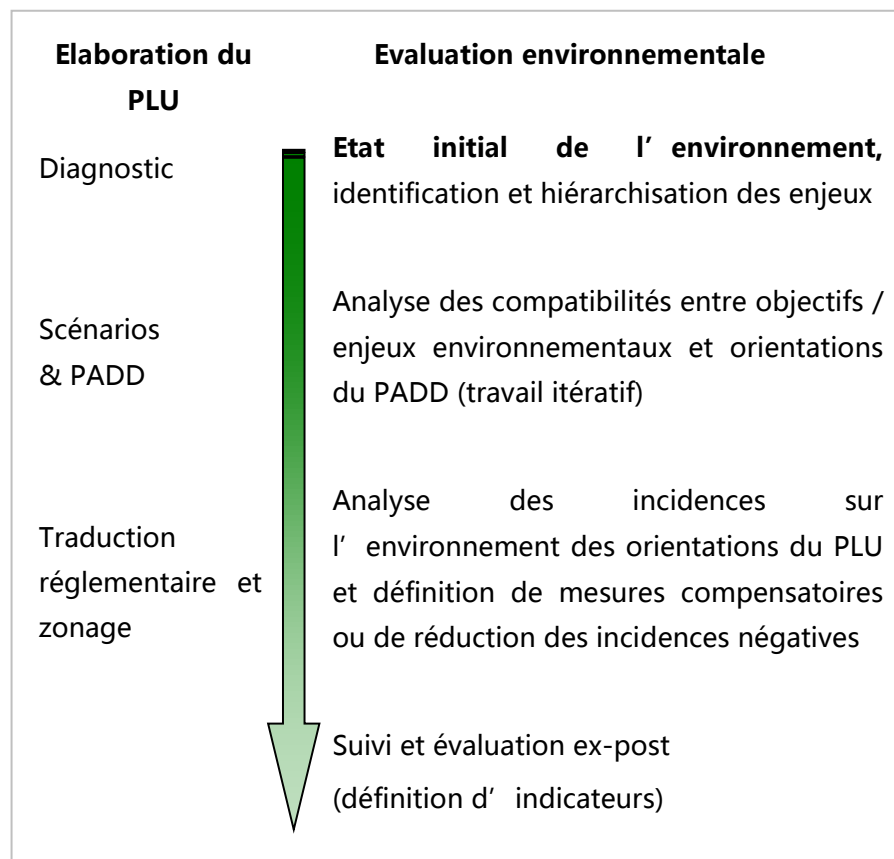 Elaboration du
PLU
Evaluation environnementale
Diagnostic
Etat initial de l' environnement,
identification et hiérarchisation des enjeux
Scénarios
& PADD
Analyse des compatibilités entre objectifs /
enjeux environnementaux et orientations
du PADD (travail itératif)
Traduction
réglementaire et
zonage
Analyse des incidences sur
l' environnement des orientations du PLU
et définition de mesures compensatoires
ou de réduction des incidences négatives
Suivi et évaluation ex-post
(définition d' indicateurs)